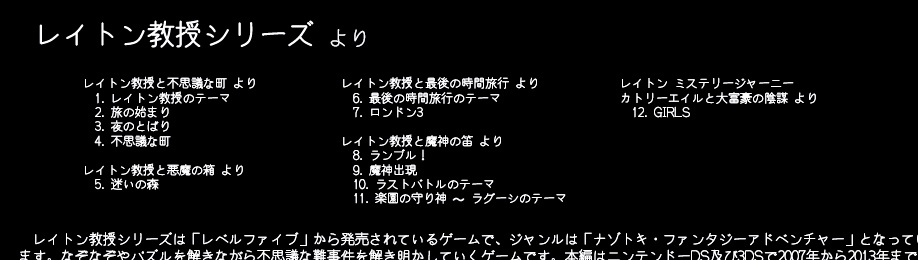 レイトン教授シリーズ より
レイトン教授と不思議な町 より
1. レイトン教授のテーマ
2. 旅の始まり
3. 夜のとばり
4. 不思議な町
レイトン教授と悪魔の箱 より
5. 迷いの森
レイトン教授と最後の時間旅行 より
6. 最後の時間旅行のテーマ
7. ロンドン3
レイトン教授と魔神の笛 より
8. ランブル！
9. 魔神出現
10. ラストバトルのテーマ
11. 楽園の守り神 ～ ラグーシのテーマ
レイトン ミステリージャーニー
カトリーエイルと大富豪の陰謀 より
12. GIRLS
レイトン教授シリーズは「レベルファイブ」から発売されているゲームで、ジャンルは「ナゾトキ・ファンタジーアドベンチャー」となってい
ます。なぞなぞやパズルを解きながら不思議な難事件を解き明かしていくゲームです。本編はニンテンドーDS及び3DSで2007年から2013年まで